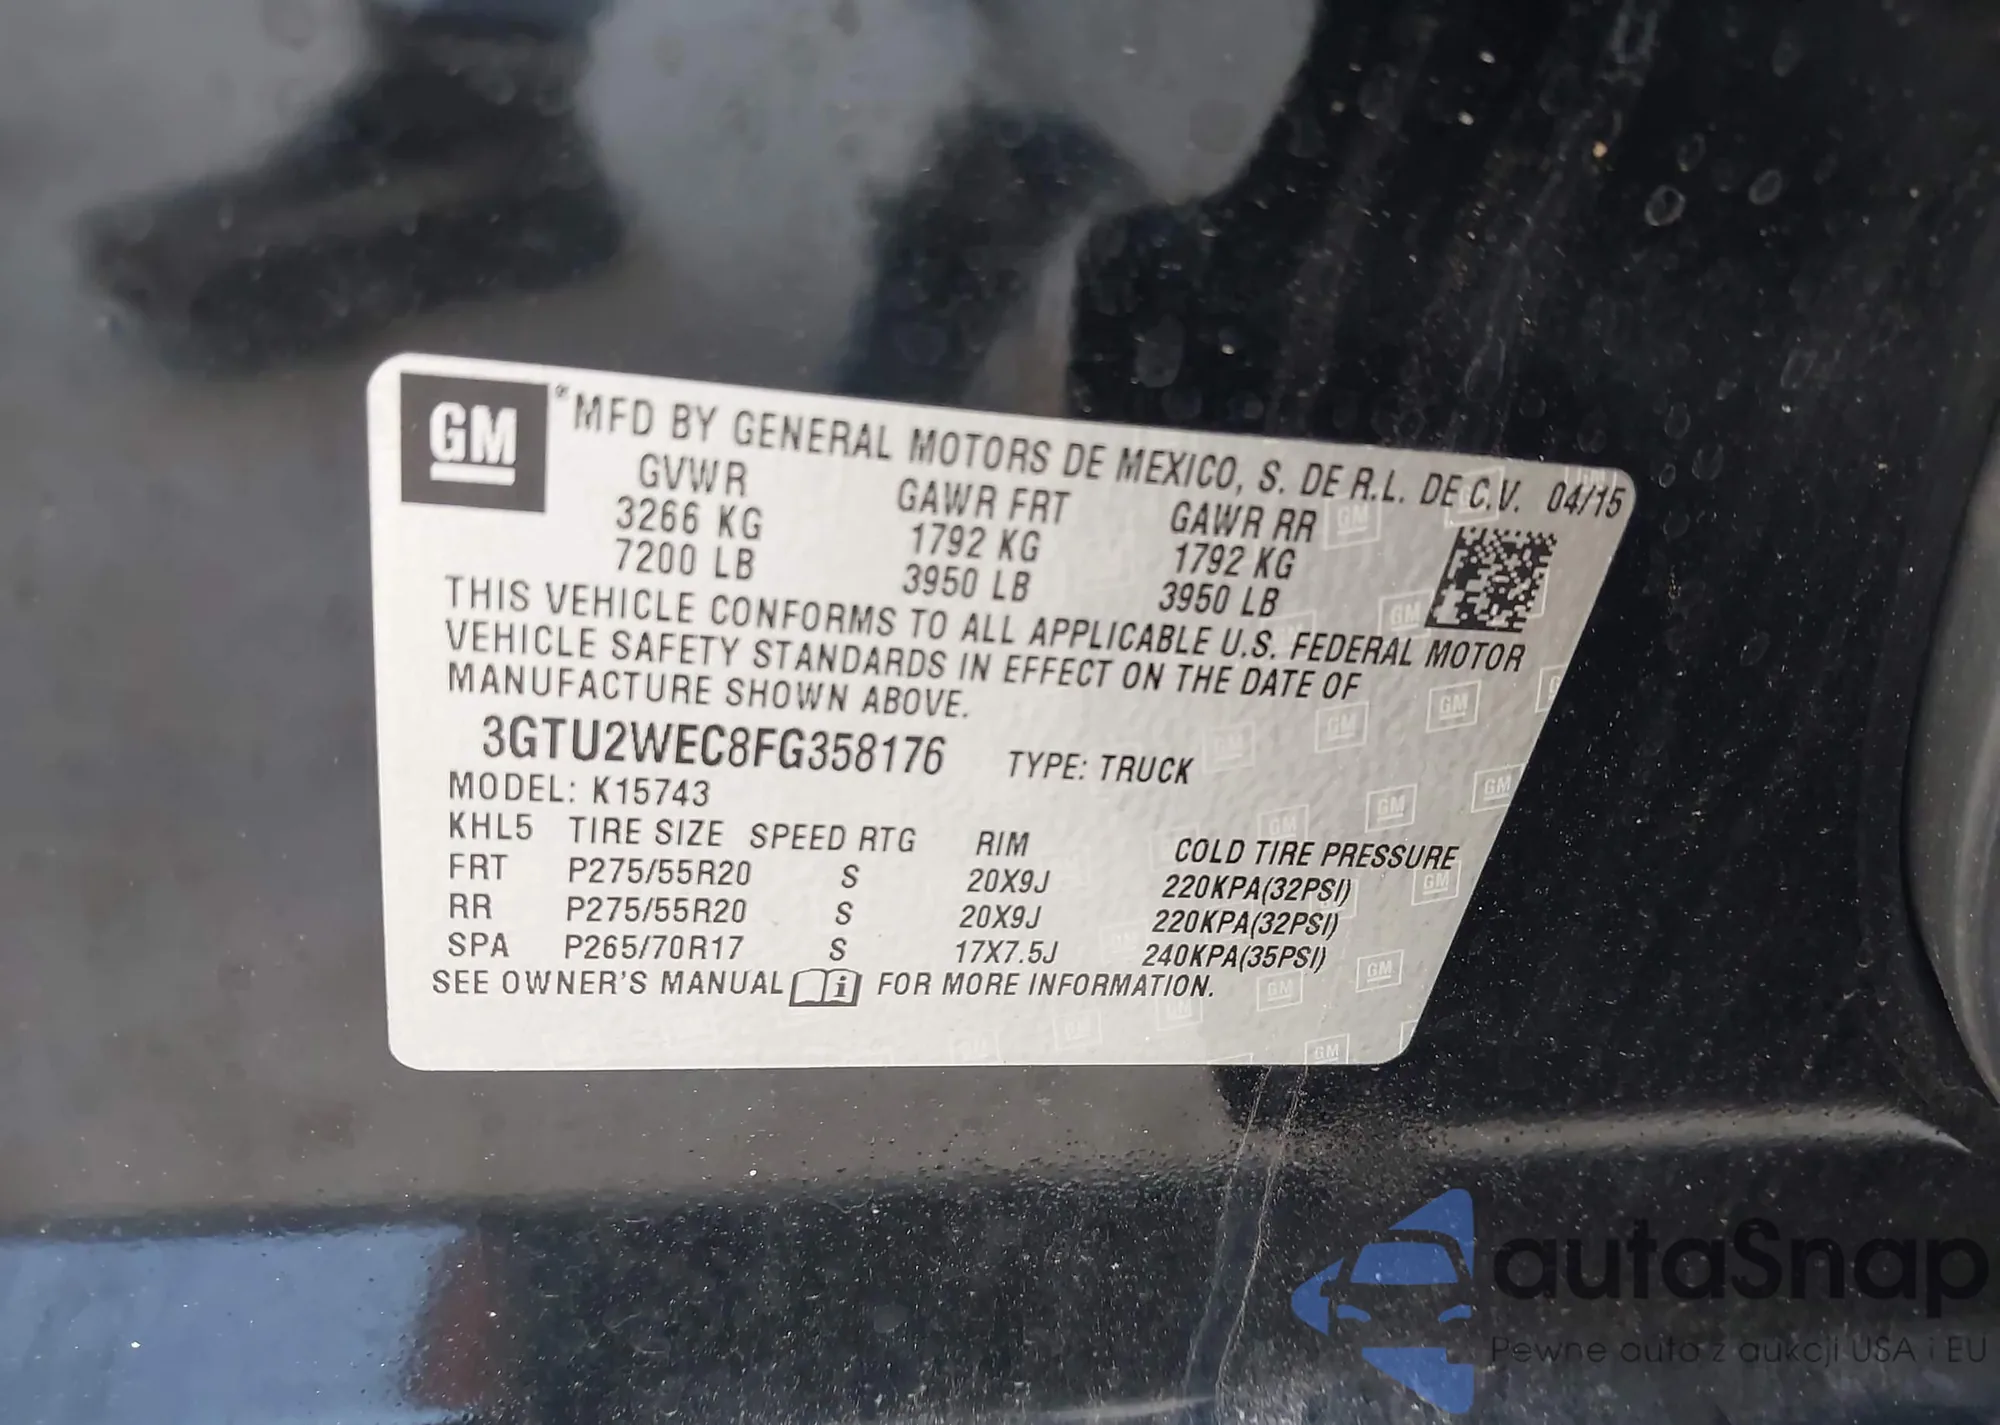 GM ® MFD BY GENERAL MOTORS DE MEXICO, S. DE R.L. DE C.V. 04/15
GVWR GAWR FRT GAWR RR
3266 KG 1792 KG 1792 KG
7200 LB 3950 LB 3950 LB
THIS VEHICLE CONFORMS TO ALL APPLICABLE U.S. FEDERAL MOTOR
VEHICLE SAFETY STANDARDS IN EFFECT ON THE DATE OF
MANUFACTURE SHOWN ABOVE.
3GTU2WEC8FG358176 TYPE: TRUCK
MODEL: K15743
KHL5 TIRE SIZE SPEED RTG RIM COLD TIRE PRESSURE
FRT P275/55R20 S 20X9J 220KPA(32PSI)
RR P275/55R20 S 20X9J 220KPA(32PSI)
SPA P265/70R17 S 17X7.5J 240KPA(35PSI)
SEE OWNER'S MANUAL i FOR MORE INFORMATION.
autaSnap
Pewne auto z aukcji USA i EU